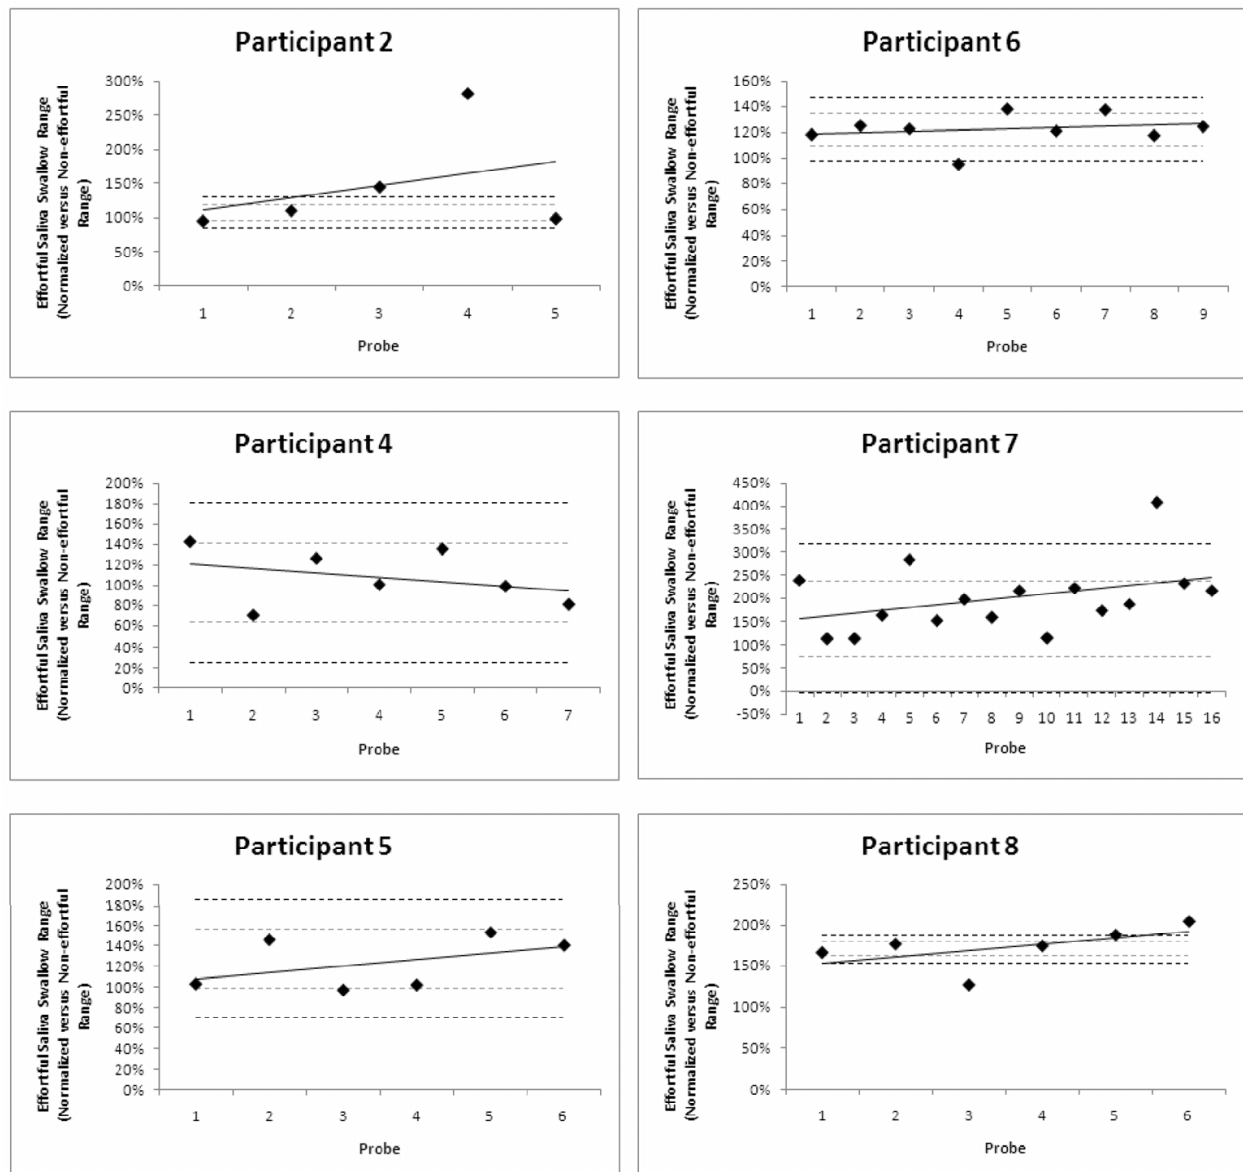 Participant 2
Effortful Saliva Swallow Range
(Normalized versus Non-effortful
Range)
300%
250%
200%
150%
100%
50%
0%
1 2 3 4 5
Probe
Participant 6
Effortful Saliva Swallow Range
(Normalized versus Non-effortful
Range)
160%
140%
120%
100%
80%
60%
40%
20%
0%
1 2 3 4 5 6 7 8 9
Probe
Participant 4
Effortful Saliva Swallow Range
(Normalized versus Non-effortful
Range)
200%
180%
160%
140%
120%
100%
80%
60%
40%
20%
0%
1 2 3 4 5 6 7
Probe
Participant 7
Effortful Saliva Swallow Range
(Normalized versus Non-effortful
Range)
450%
400%
350%
300%
250%
200%
150%
100%
50%
0%
-50%
1 2 3 4 5 6 7 8 9 10 11 12 13 14 15 16
Probe
Participant 5
Effortful Saliva Swallow Range
(Normalized versus Non-effortful
Range)
200%
180%
160%
140%
120%
100%
80%
60%
40%
20%
0%
1 2 3 4 5 6
Probe
Participant 8
Effortful Saliva Swallow Range
(Normalized versus Non-effortful
Range)
250%
200%
150%
100%
50%
0%
1 2 3 4 5 6
Probe